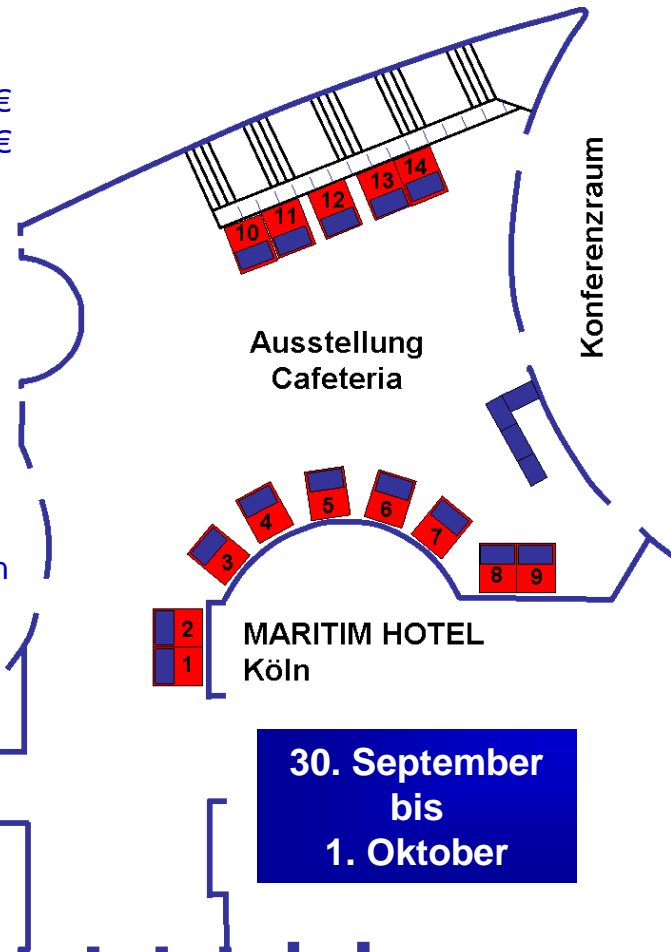 €
€
14
13
12
11
10
Konferenzraum
Ausstellung
Cafeteria
5
6
4
7
3
8 9
n
2
1
MARITIM HOTEL
Köln
30. September
bis
1. Oktober